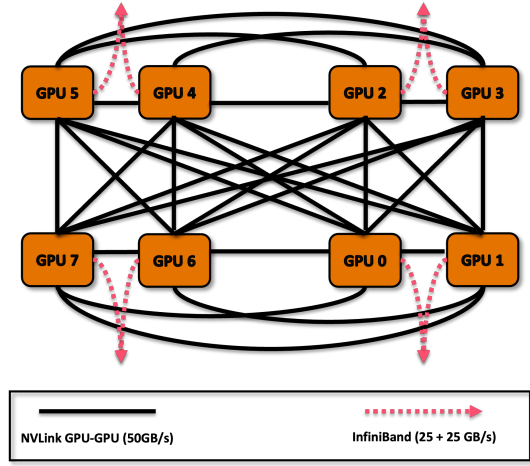 GPU 5 GPU 4 GPU 2 GPU 3
GPU 7 GPU 6 GPU 0 GPU 1
NVLink GPU-GPU (50GB/s) InfiniBand (25 + 25 GB/s)